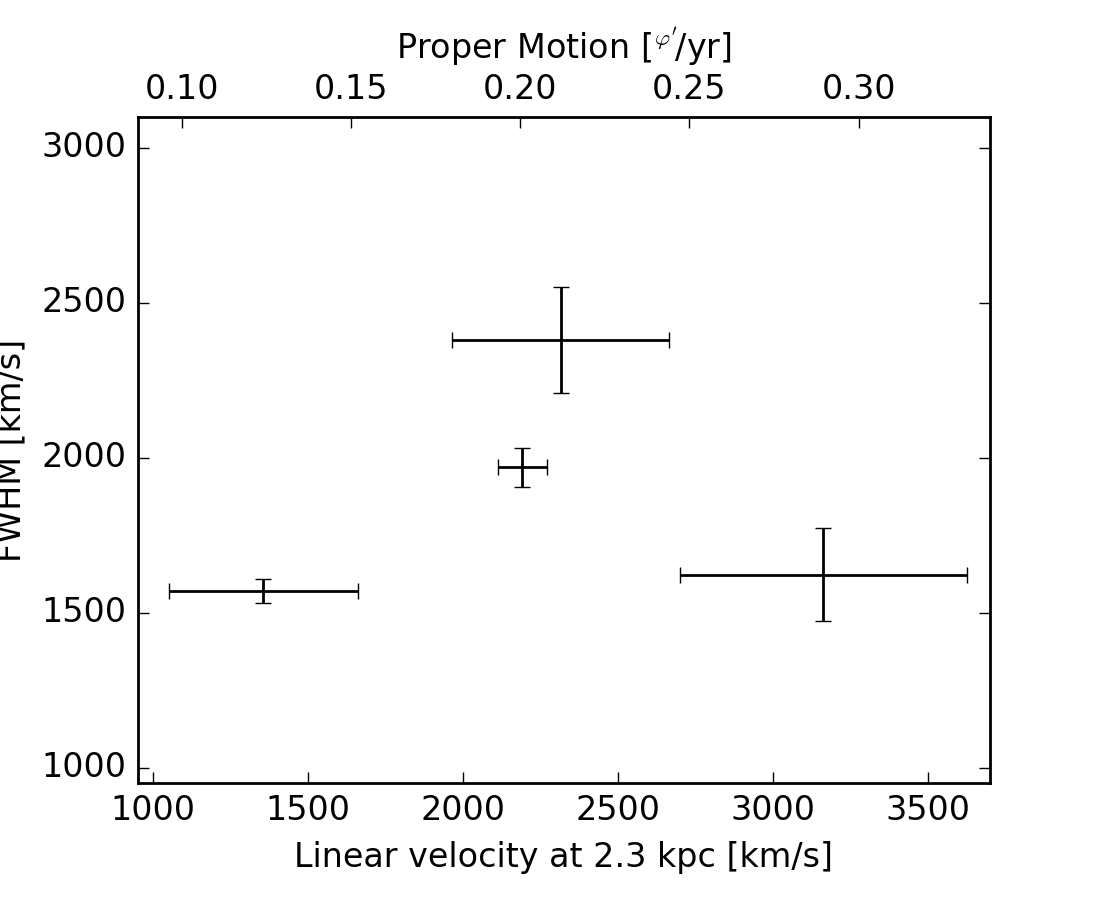 Proper Motion [φ′/yr]
0.10 0.15 0.20 0.25 0.30
3000
2500
2000
1500
1000
FWHM [km/s]
1000 1500 2000 2500 3000 3500
Linear velocity at 2.3 kpc [km/s]